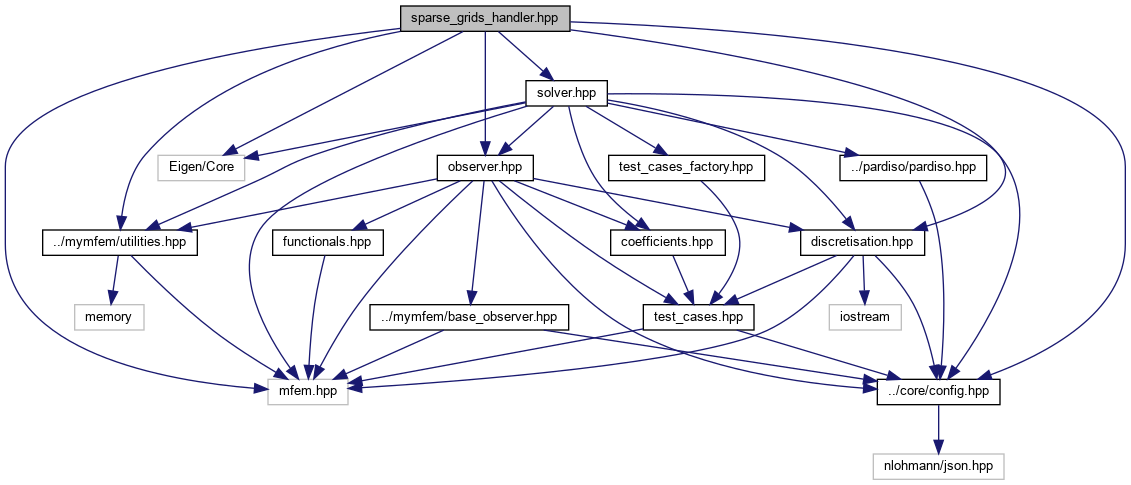 sparse_grids_handler.hpp
solver.hpp
Eigen/Core
observer.hpp
test_cases_factory.hpp
../pardiso/pardiso.hpp
../mymfem/utilities.hpp
functionals.hpp
coefficients.hpp
discretisation.hpp
memory
../mymfem/base_observer.hpp
test_cases.hpp
iostream
mfem.hpp
../core/config.hpp
nlohmann/json.hpp